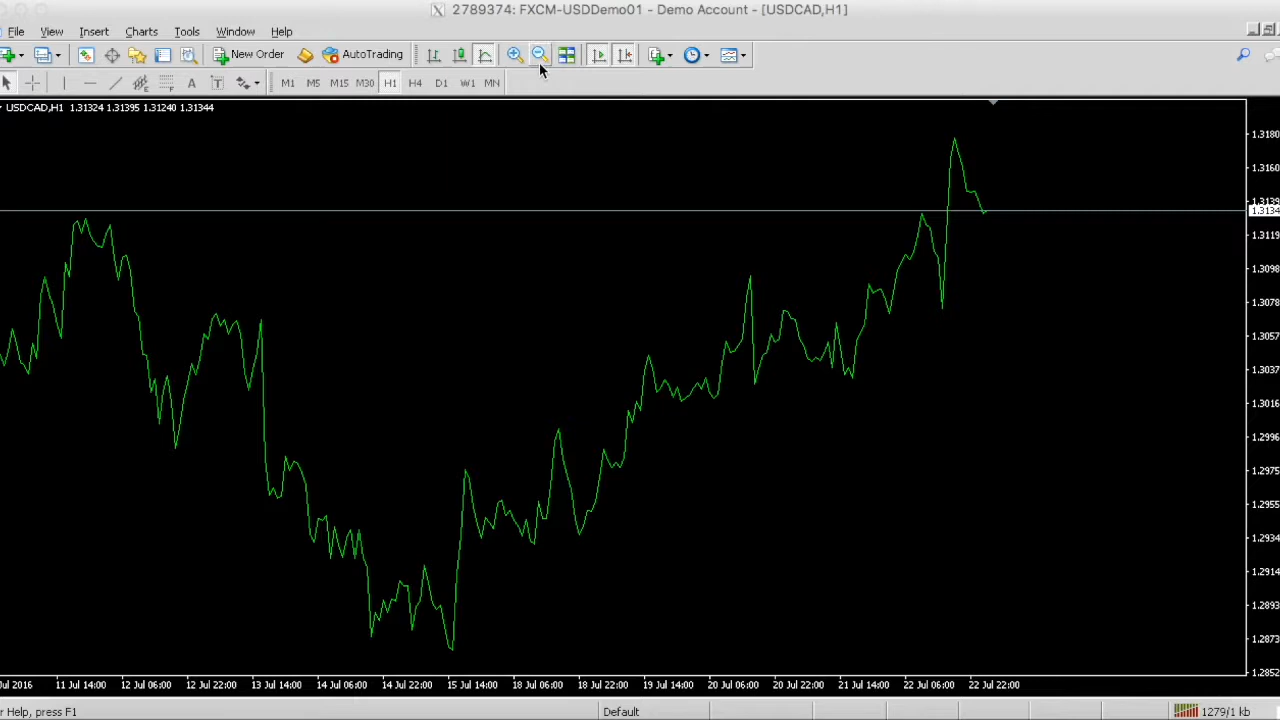 2789374: FXCM-USDDemo01 - Demo Account - [USDCAD,H1]
File View Insert Charts Tools Window Help
New Order AutoTrading
A T M1 M5 M15 M30 H1 H4 D1 W1 MN
USDCAD,H1 1.31324 1.31395 1.31240 1.31344
1.3180
1.3160
1.3139
1.3134
1.3119
1.3098
1.3078
1.3057
1.3037
1.3016
1.2996
1.2975
1.2955
1.2934
1.2914
1.2893
1.2873
1.2852
Jul 2016 11 Jul 14:00 12 Jul 06:00 12 Jul 22:00 13 Jul 14:00 14 Jul 06:00 14 Jul 22:00 15 Jul 14:00 18 Jul 06:00 18 Jul 22:00 19 Jul 14:00 20 Jul 06:00 20 Jul 22:00 21 Jul 14:00 22 Jul 06:00 22 Jul 22:00
r Help, press F1 Default 1279/1 kb